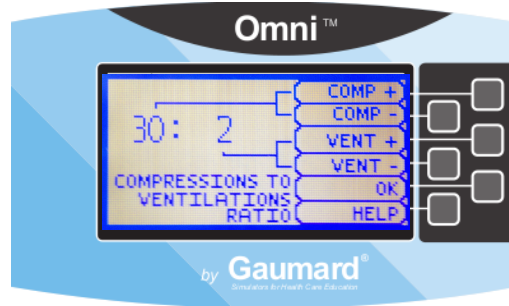 Omni™
COMP +
COMP -
30: 2
VENT +
VENT -
COMPRESSIONS TO
VENTILATIONS
RATIO
OK
HELP
by Gaumard®
Simulators for Health Care Education